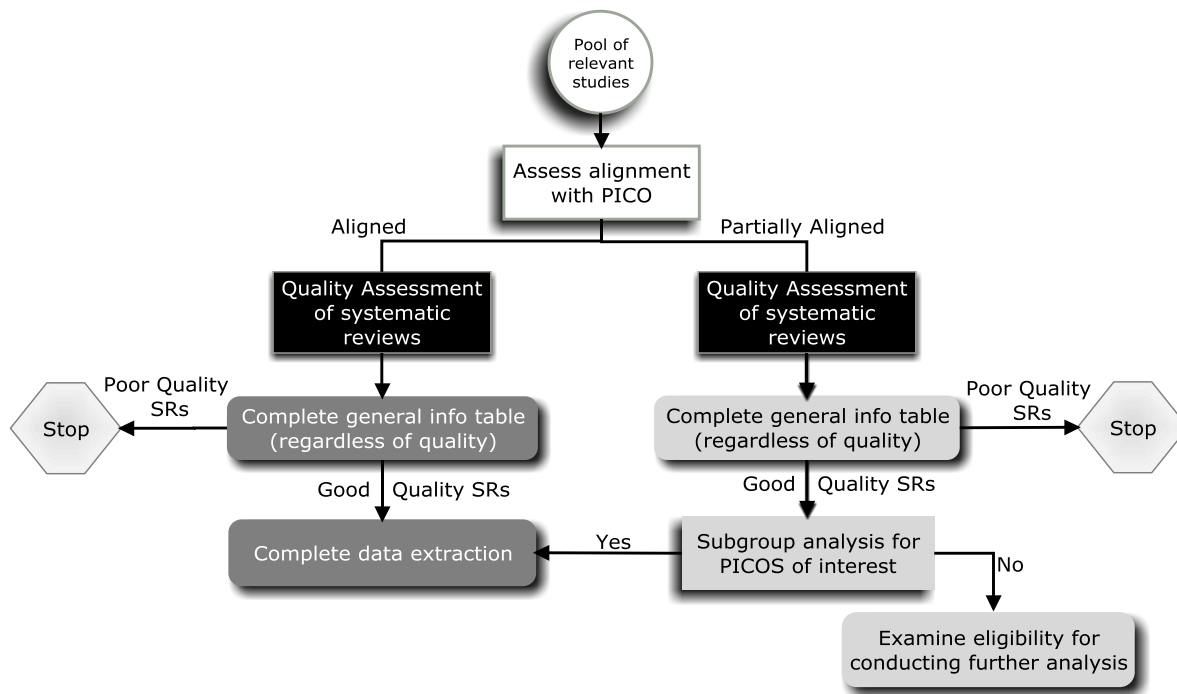 Pool of
relevant
studies
Assess alignment
with PICO
Aligned
Partially Aligned
Quality Assessment
of systematic
reviews
Quality Assessment
of systematic
reviews
Poor Quality
SRs
Stop
Complete general info table
(regardless of quality)
Complete general info table
(regardless of quality)
Poor Quality
SRs
Stop
Good Quality SRs
Good Quality SRs
Complete data extraction
Yes
Subgroup analysis for
PICOS of interest
No
Examine eligibility for
conducting further analysis